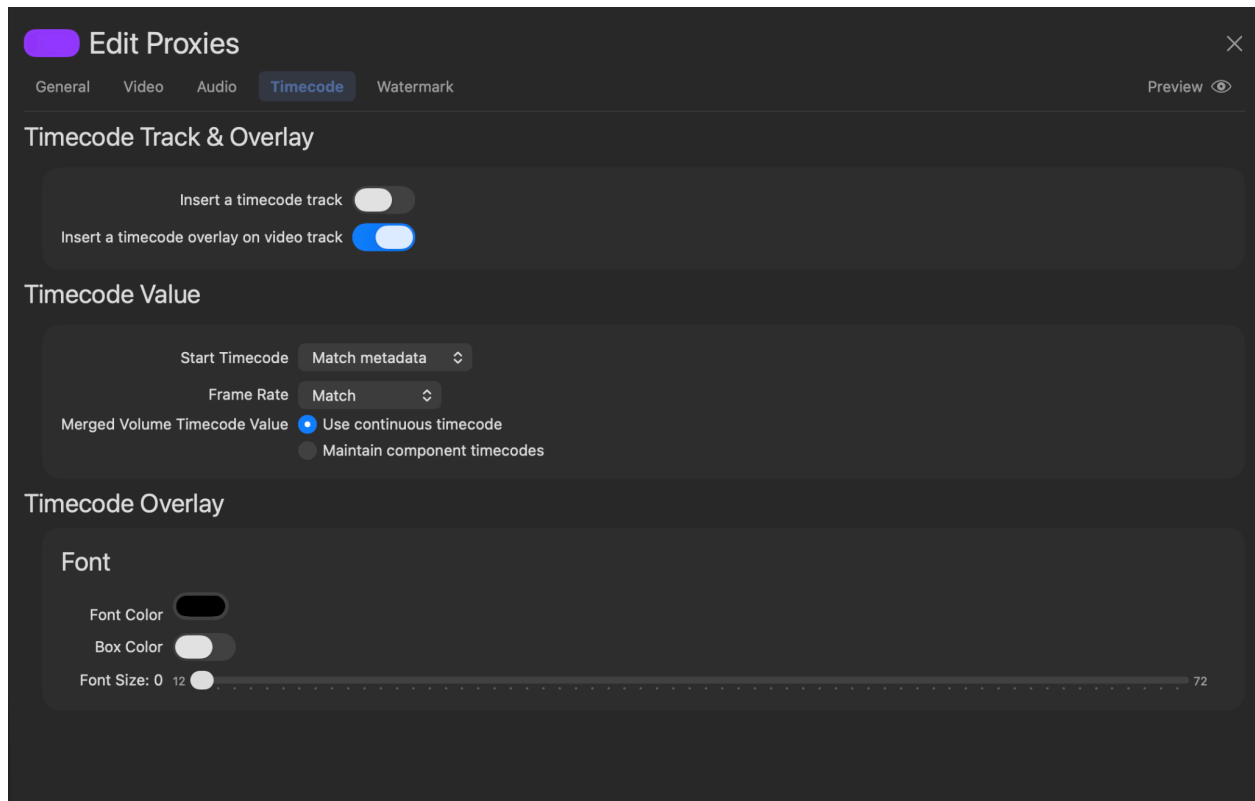 Edit Proxies
General Video Audio Timecode Watermark Preview
Timecode Track & Overlay
Insert a timecode track
Insert a timecode overlay on video track
Timecode Value
Start Timecode Match metadata
Frame Rate Match
Merged Volume Timecode Value Use continuous timecode
Maintain component timecodes
Timecode Overlay
Font
Font Color
Box Color
Font Size: 0 12 72